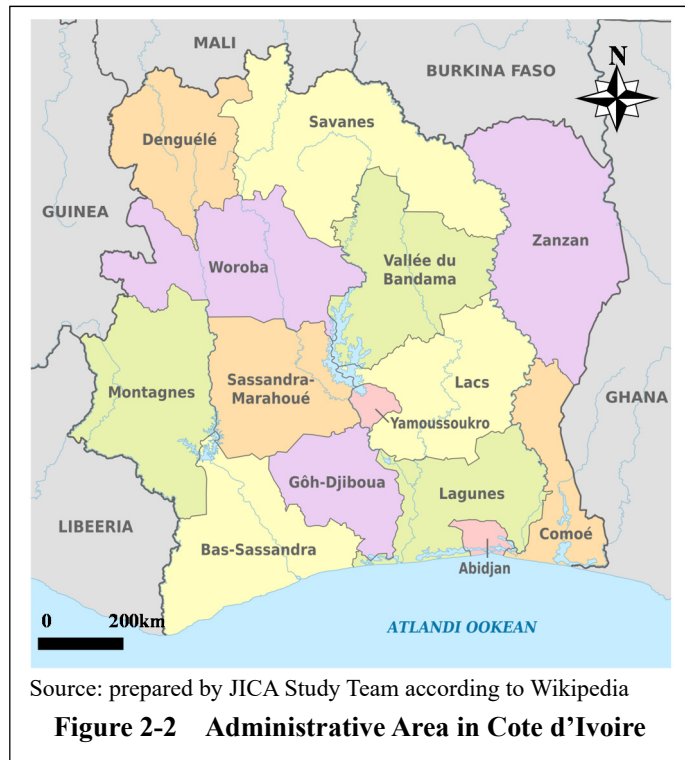 MALI
N
BURKINA FASO
Savanes
Denguélé
GUINEA
Zanzan
Woroba
Vallée du
Bandama
Sassandra-
Marahoué
Lacs
Montagnes
GHANA
Yamoussoukro
Gôh-Djiboua
Lagunes
LIBEERIA
Comoé
Bas-Sassandra
Abidjan
0 200km
ATLANDI OOKEAN
Source: prepared by JICA Study Team according to Wikipedia
Figure 2-2 Administrative Area in Cote d’Ivoire